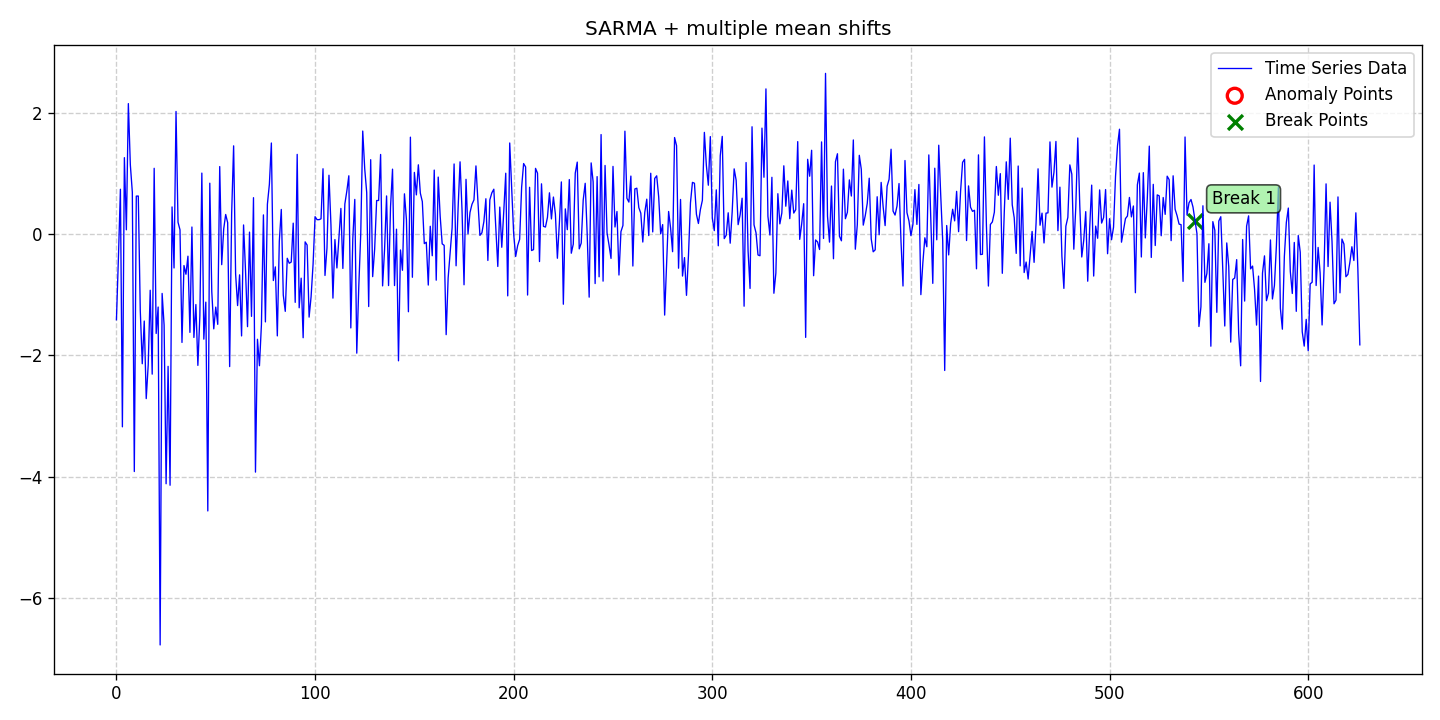 SARMA + multiple mean shifts
Time Series Data
Anomaly Points
Break Points
Break 1
2
0
−2
−4
−6
0 100 200 300 400 500 600